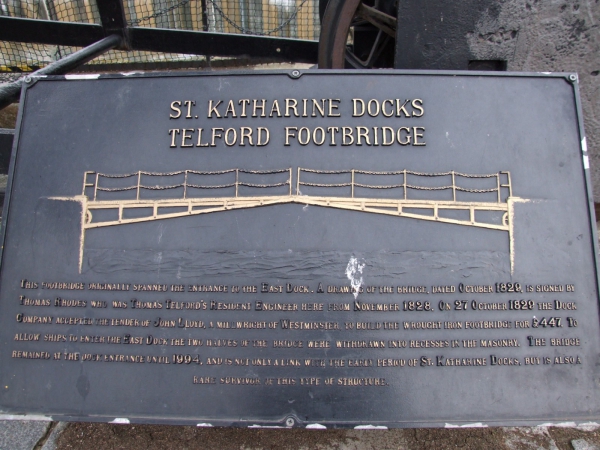 St. Katharine Docks
Telford Footbridge
This footbridge originally spanned the entrance to the East Dock. A drawing of the bridge, dated October 1829, is signed by
Thomas Rhodes who was Thomas Telford's Resident Engineer here from November 1828. On 27 October 1829 the Dock
Company accepted the tender of John Lloyd, a millwright of Westminster, to build the wrought iron footbridge for £447. To
allow ships to enter the East Dock the two halves of the bridge were withdrawn into recesses in the masonry. The bridge
remained at the dock entrance until 1994, and is not only a link with the early period of St. Katharine Docks, but is also a
rare survivor of this type of structure.